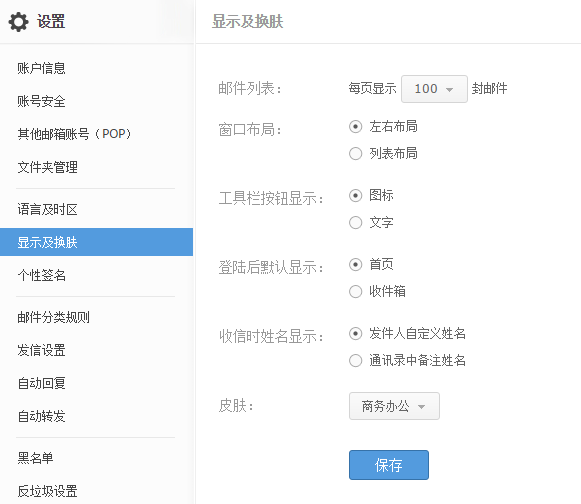 设置
账户信息
账号安全
其他邮箱账号（POP）
文件夹管理
语言及时区
显示及换肤
个性签名
邮件分类规则
发信设置
自动回复
自动转发
黑名单
反垃圾设置
显示及换肤
邮件列表： 每页显示 100 封邮件
窗口布局： 左右布局
列表布局
工具栏按钮显示： 图标
文字
登陆后默认显示： 首页
收件箱
收信时姓名显示： 发件人自定义姓名
通讯录中备注姓名
皮肤： 商务办公
保存